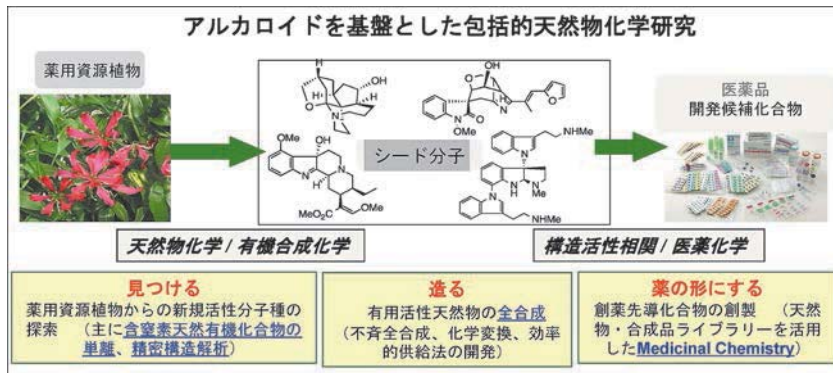 アルカロイドを基盤とした包括的天然物化学研究
薬用資源植物
医薬品
開発候補化合物
シード分子
OH
H
H
H
O
N
OH
O
H
N
O
N
OMe
O
MeO
OH
N
N
H
H
MeO₂C
OMe
NHMe
N
N
H
N
Me
N
NHMe
天然物化学 / 有機合成化学
構造活性相関 / 医薬化学
見つける
薬用資源植物からの新規活性分子種の
探索 （主に含窒素天然有機化合物の
単離、精密構造解析）
造る
有用活性天然物の全合成
（不斉全合成、化学変換、効率
的供給法の開発）
薬の形にする
創薬先導化合物の創製 （天然
物・合成品ライブラリーを活用
したMedicinal Chemistry）